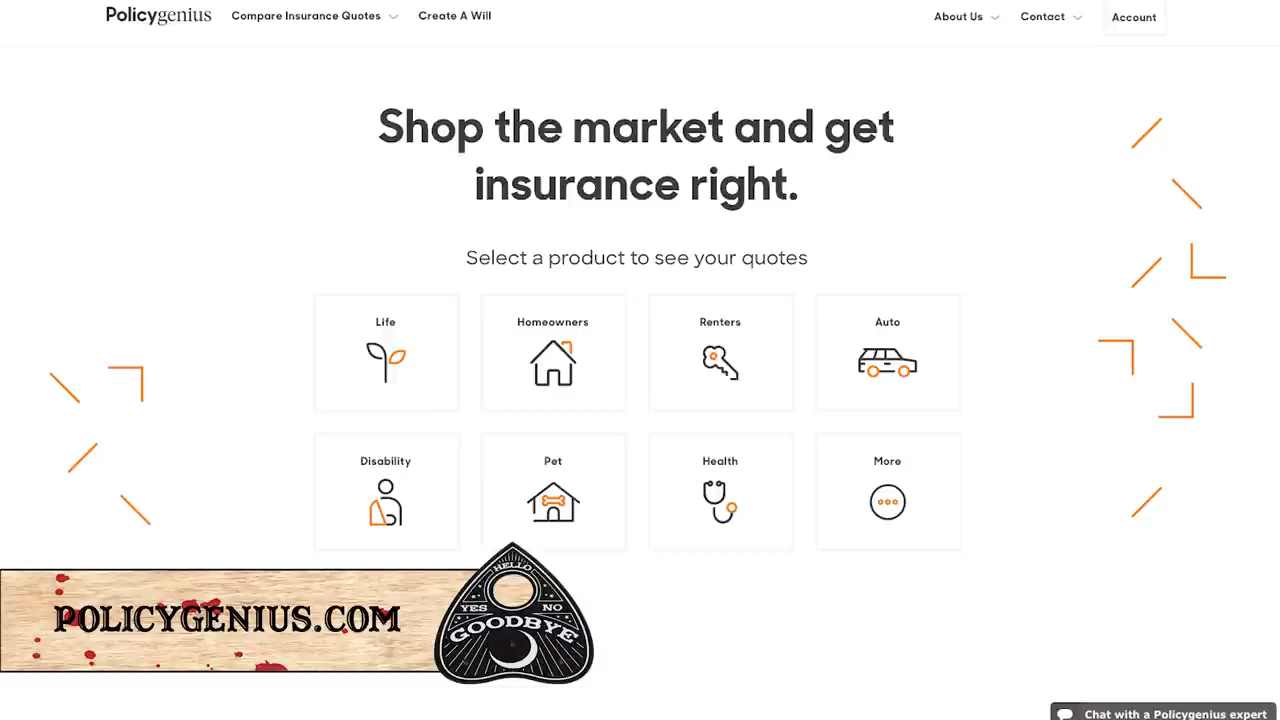 Policygenius Compare Insurance Quotes Create A Will About Us Contact Account
Shop the market and get
insurance right.
Select a product to see your quotes
Life Homeowners Renters Auto
Disability Pet Health More
HELLO
YES NO
GOODBYE
POLICYGENIUS.COM
Chat with a Policygenius expert